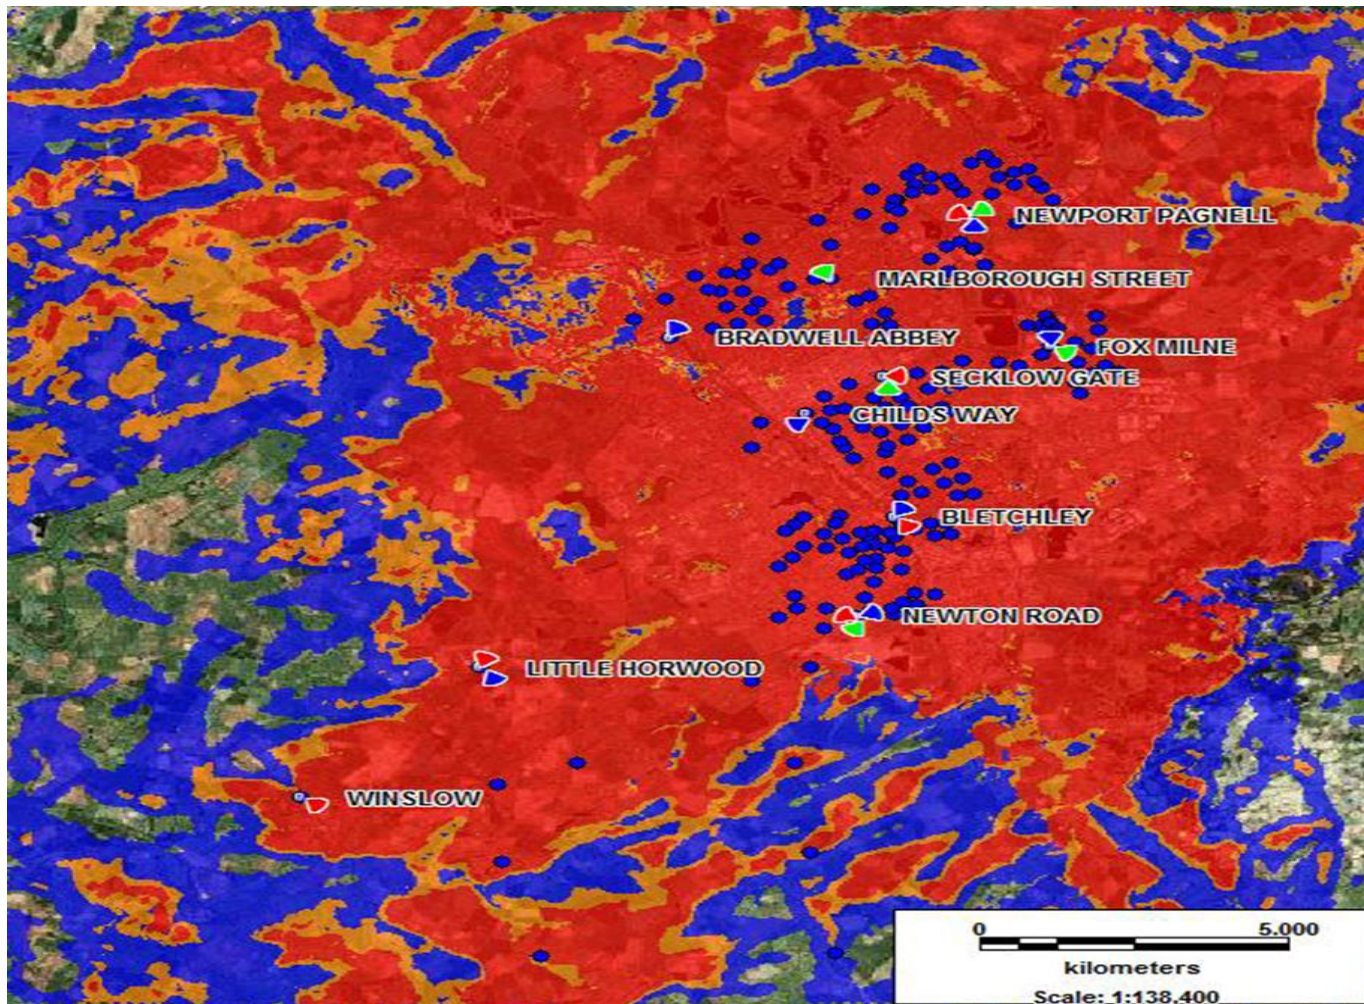 NEWPORT PAGNELL
MARLBOROUGH STREET
BRADWELL ABBEY
FOX MILNE
SECKLOW GATE
CHILDS WAY
BLETCHLEY
NEWTON ROAD
LITTLE HORWOOD
WINSLOW
0 5.000
kilometers
Scale: 1:138,400